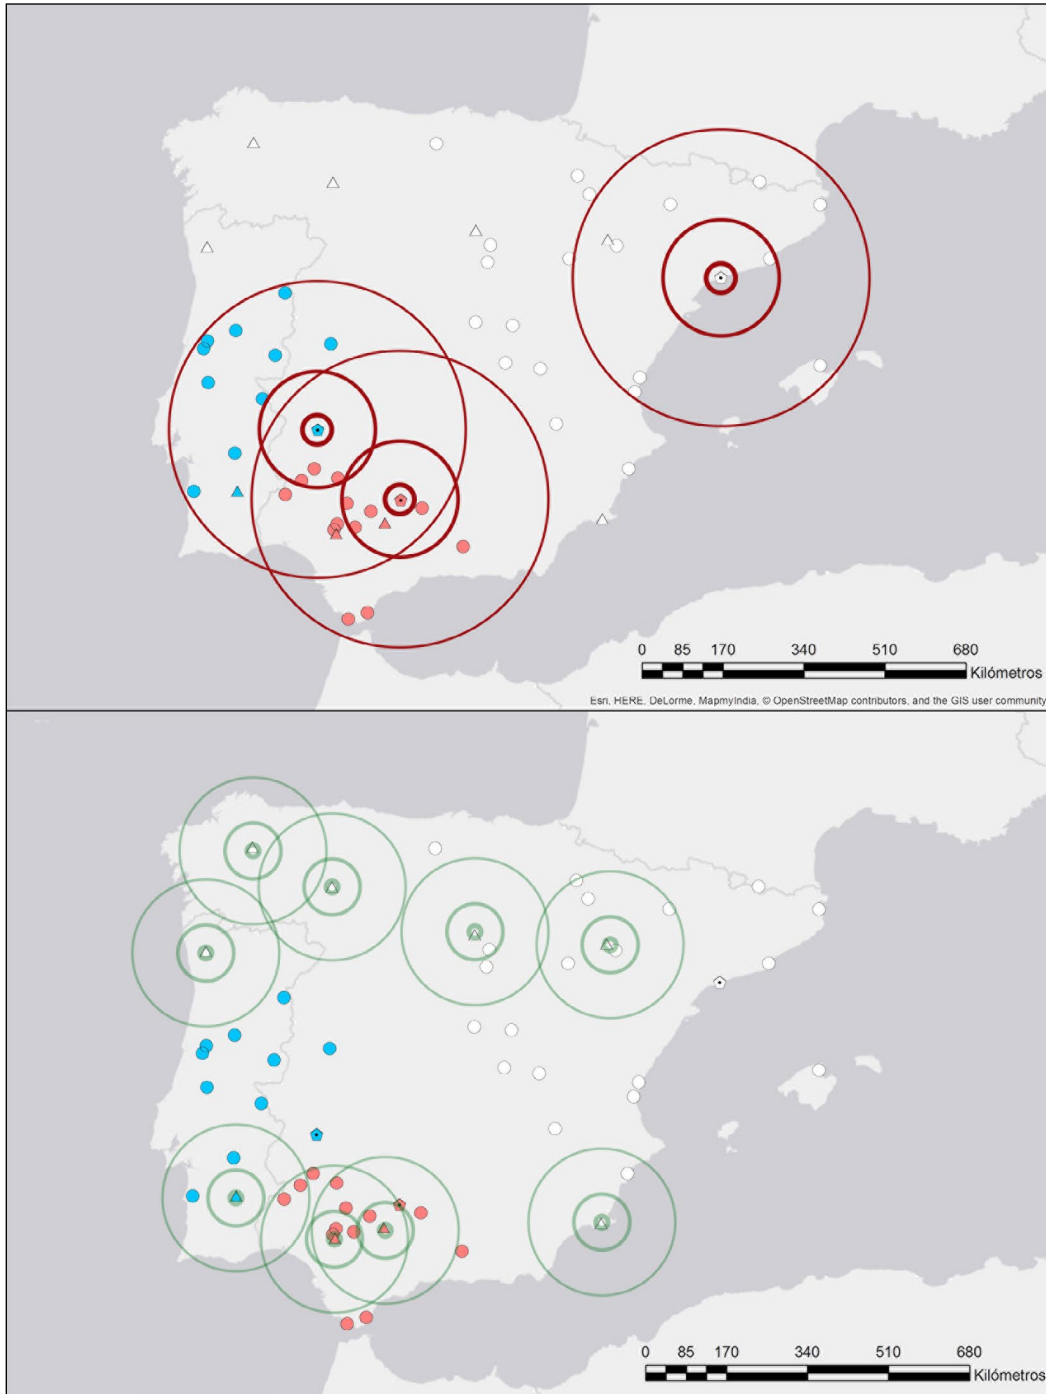 0 85 170 340 510 680
Kilómetros
Esri, HERE, DeLorme, MapmyIndia, © OpenStreetMap contributors, and the GIS user community
0 85 170 340 510 680
Kilómetros